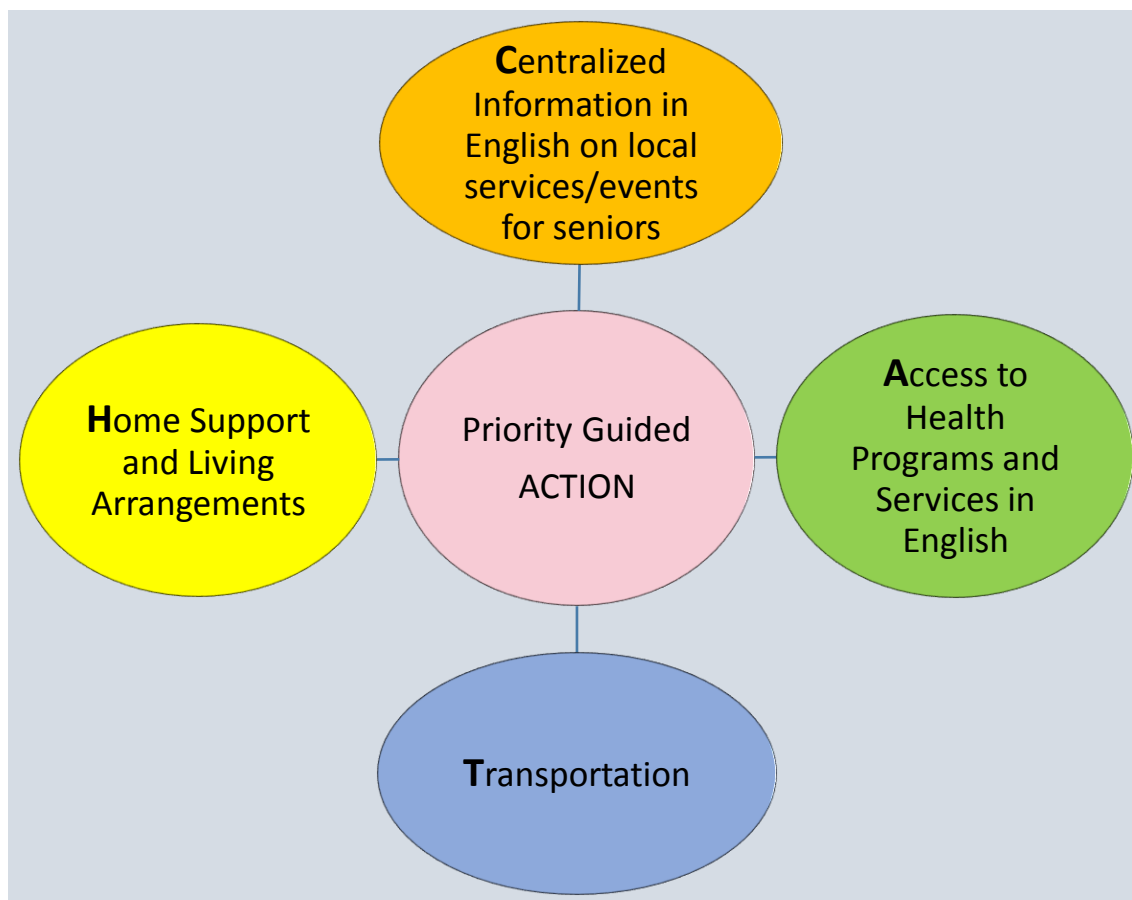 Centralized
Information in
English on local
services/events
for seniors
Home Support
and Living
Arrangements
Priority Guided
ACTION
Access to
Health
Programs and
Services in
English
Transportation